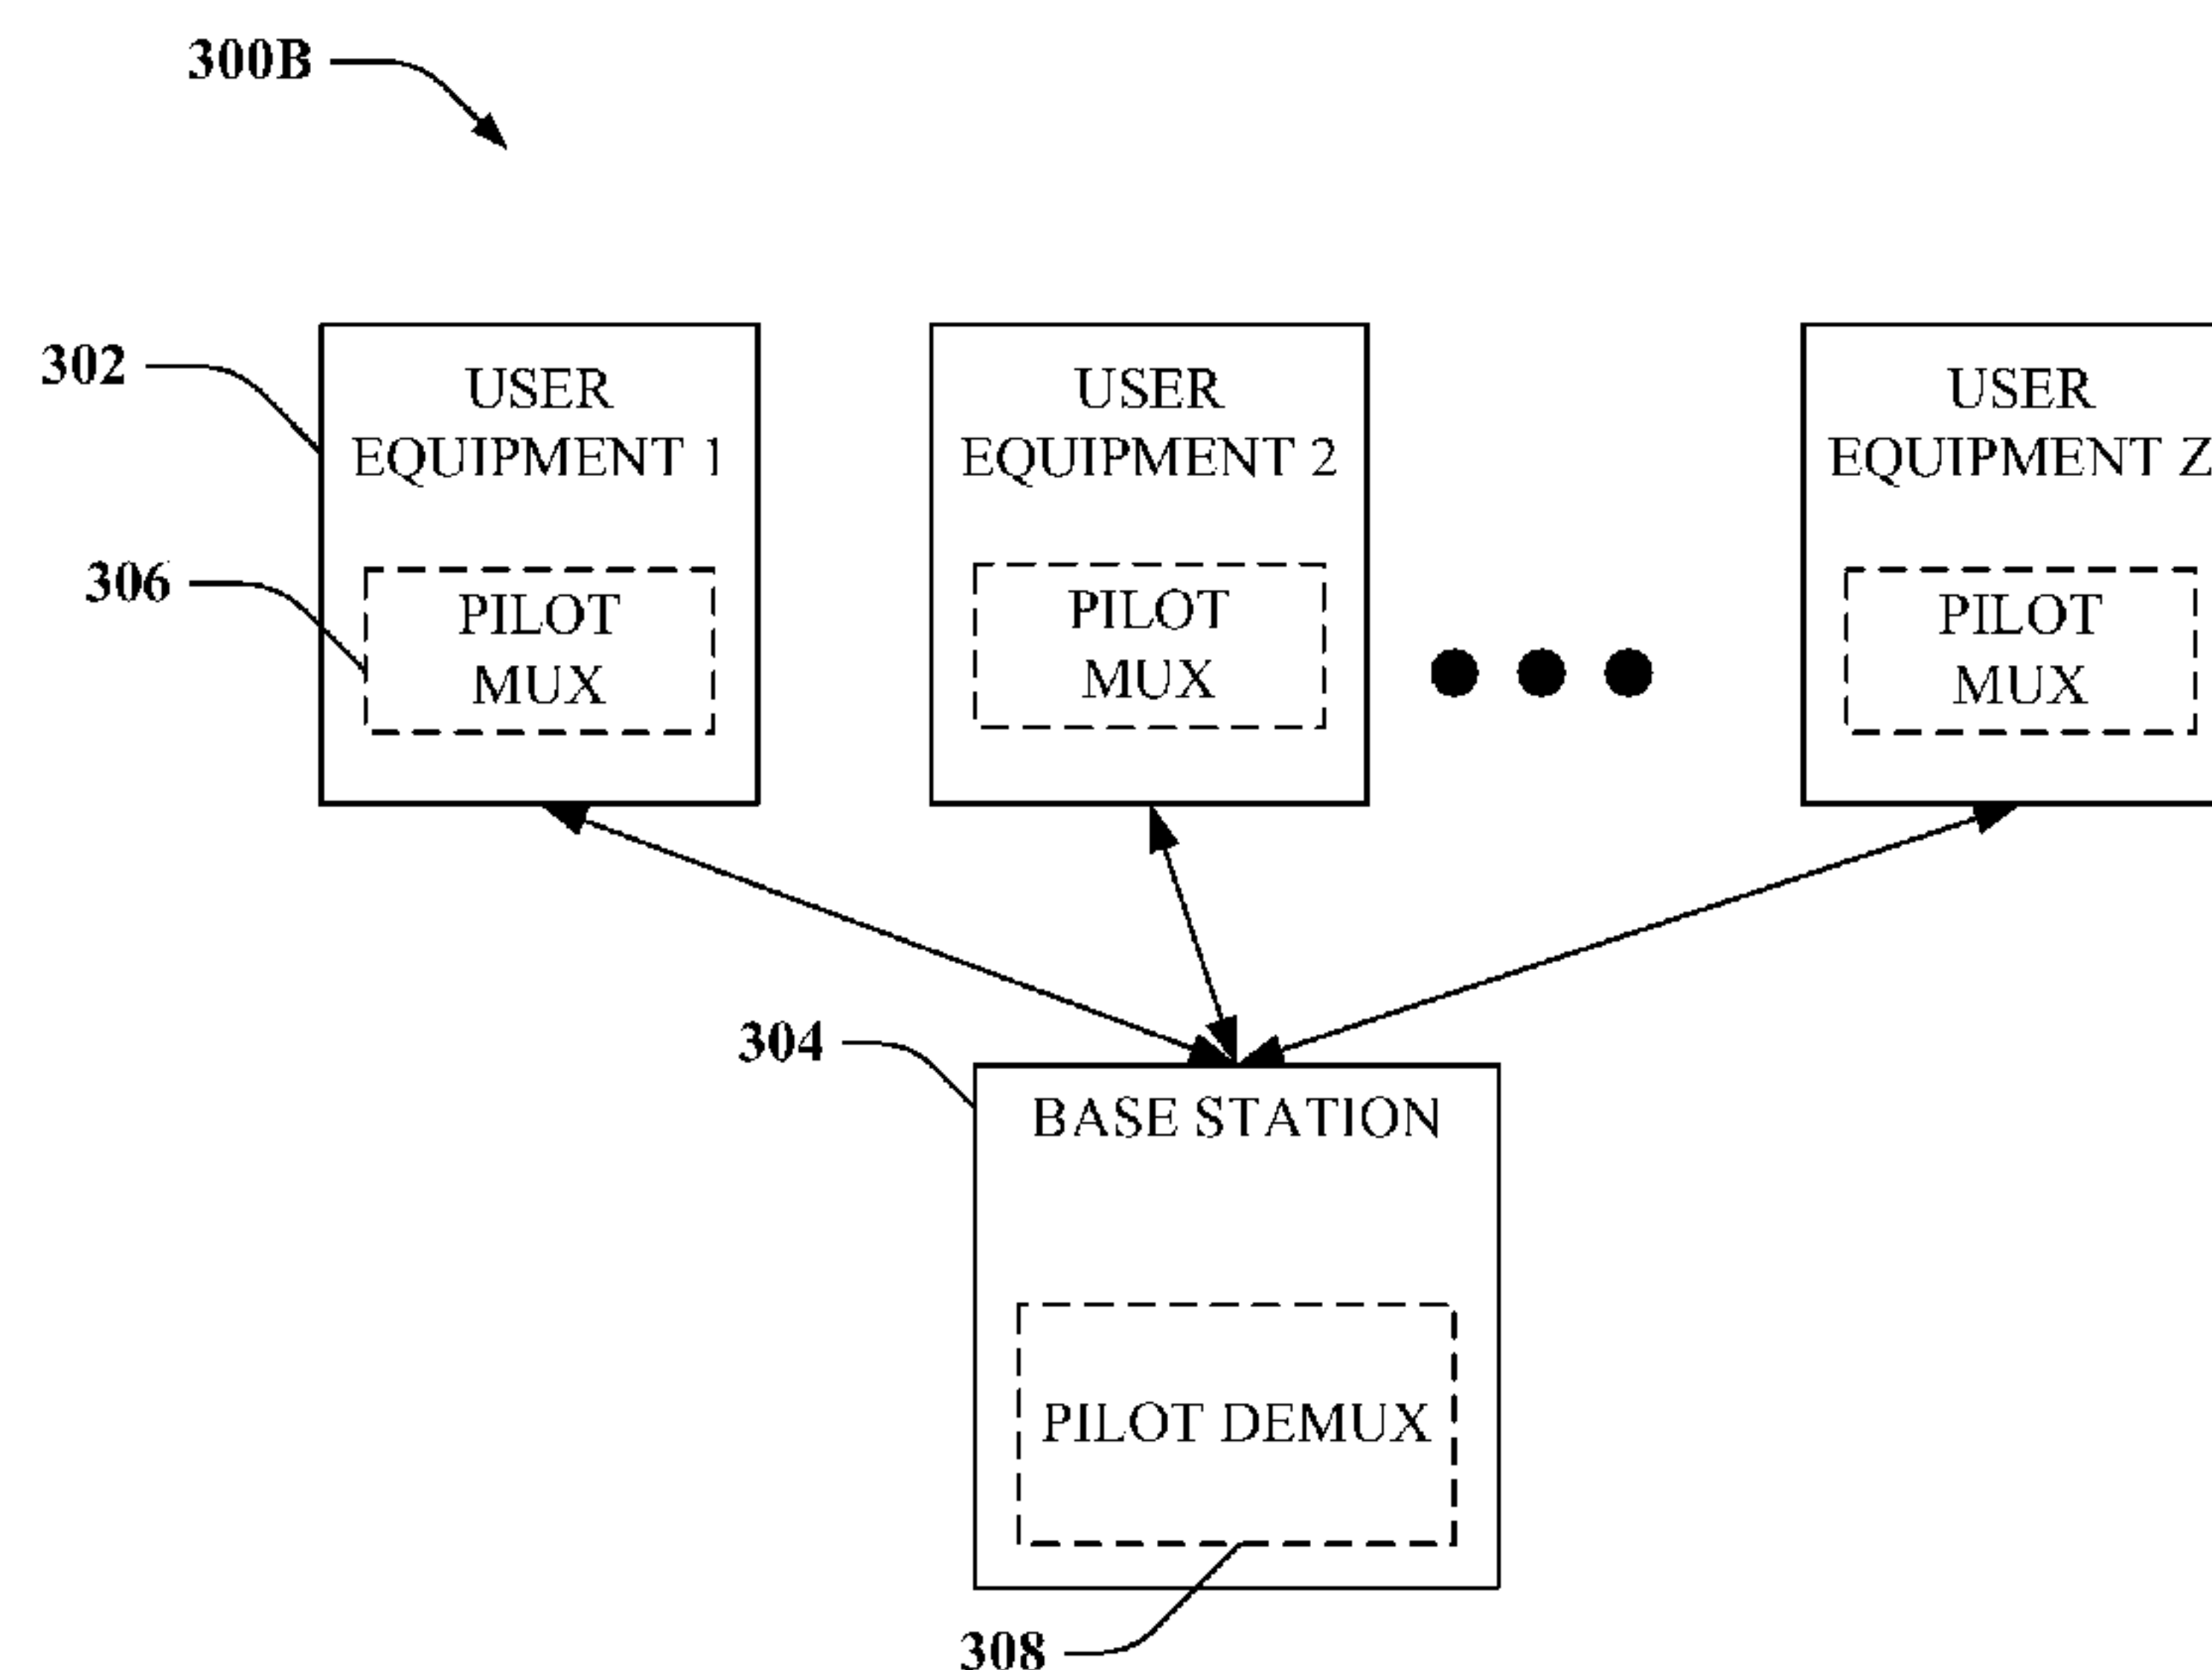 300B
302
USER
EQUIPMENT 1
USER
EQUIPMENT 2
USER
EQUIPMENT Z
306
PILOT
MUX
PILOT
MUX
PILOT
MUX
304
BASE STATION
PILOT DEMUX
308